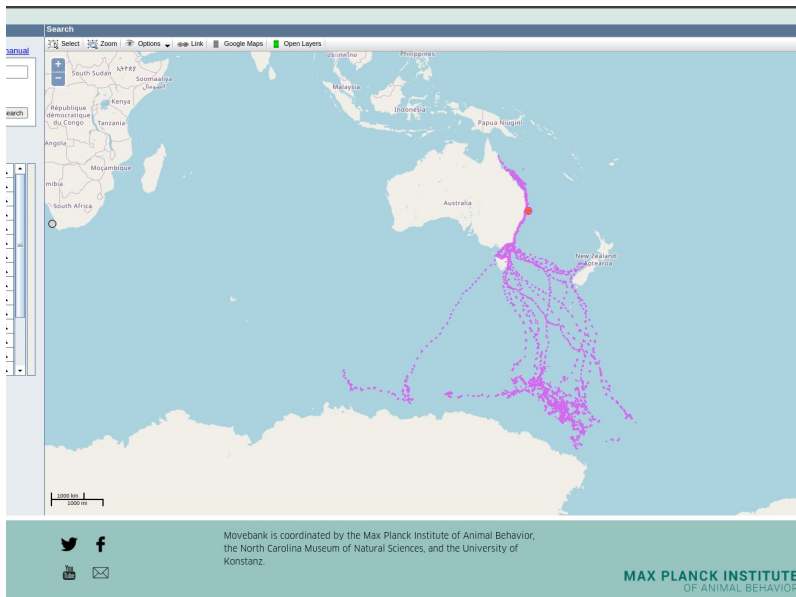 Search
Select
Zoom
Options
Link
Google Maps
Open Layers
manual
earch
+
−
South Sudan
Soomaaliya
Kenya
République
démocratique
du Congo
Tanzania
Angola
Moçambique
mibia
South Africa
Philippines
Malaysia
Indonesia
Papua Niugini
Australia
New Zealand
Aotearoa
1000 km
1000 mi
Movebank is coordinated by the Max Planck Institute of Animal Behavior,
the North Carolina Museum of Natural Sciences, and the University of
Konstanz.
You
Tube
MAX PLANCK INSTITUTE
OF ANIMAL BEHAVIOR